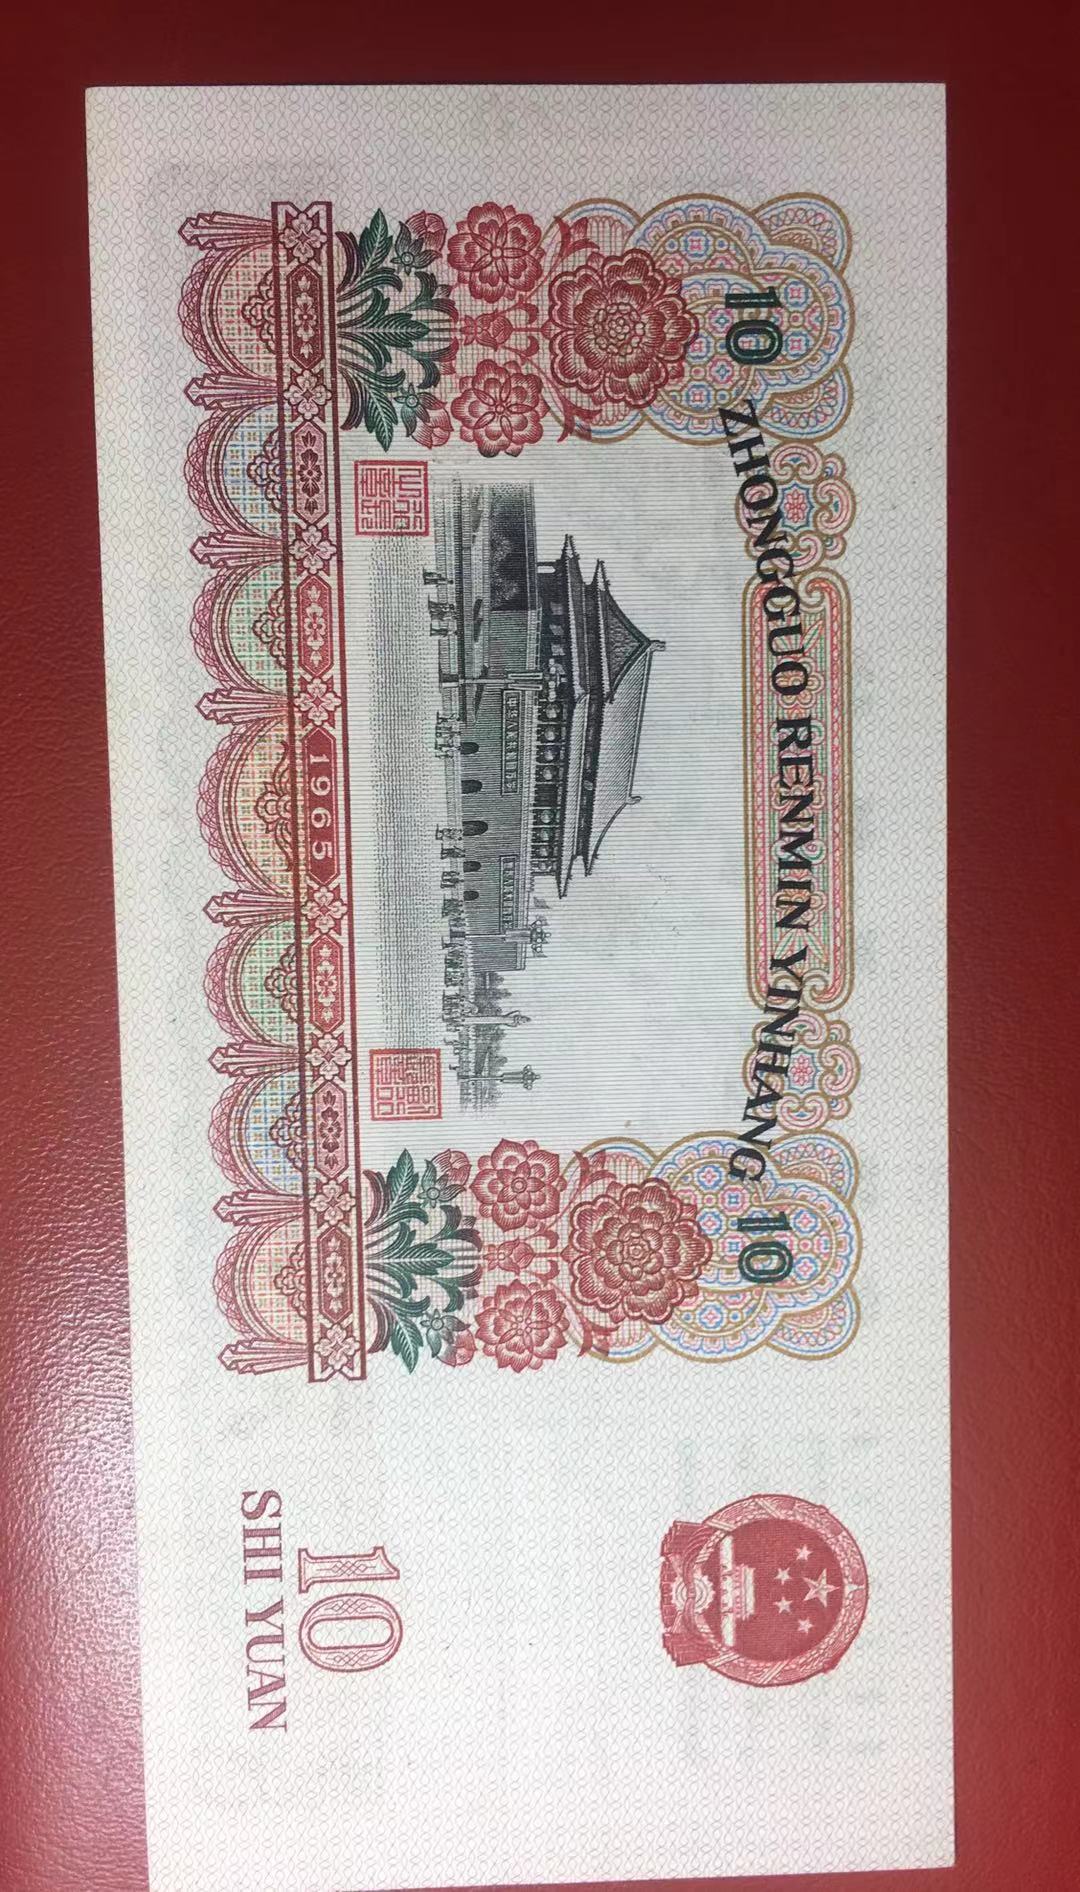 10 ZHONGGUO RENMIN YINHANG 10
1965
10
SHI YUAN